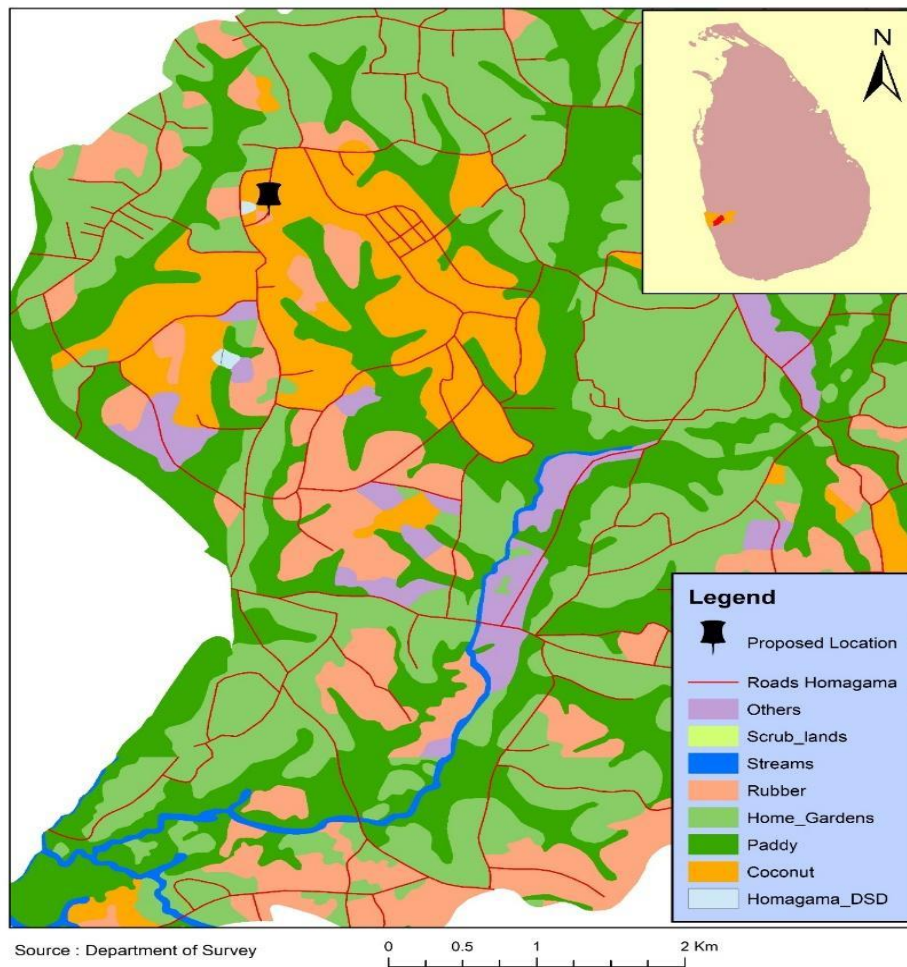 N
Legend
Proposed Location
Roads Homagama
Others
Scrub_lands
Streams
Rubber
Home_Gardens
Paddy
Coconut
Homagama_DSD
Source : Department of Survey
0 0.5 1 2 Km